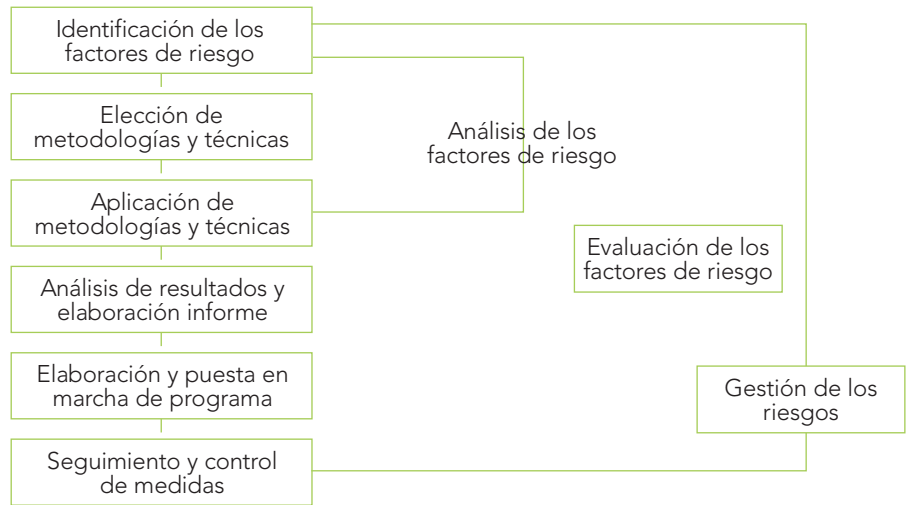 Identificación de los
factores de riesgo
Elección de
metodologías y técnicas
Aplicación de
metodologías y técnicas
Análisis de resultados y
elaboración informe
Elaboración y puesta en
marcha de programa
Seguimiento y control
de medidas
Análisis de los
factores de riesgo
Evaluación de los
factores de riesgo
Gestión de los
riesgos